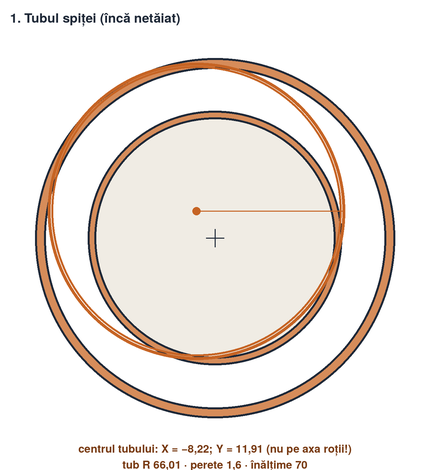 1. Tubul spiței (încă netăiat)
centrul tubului: X = −8,22; Y = 11,91 (nu pe axa roții!)
tub R 66,01 · perete 1,6 · înălțime 70